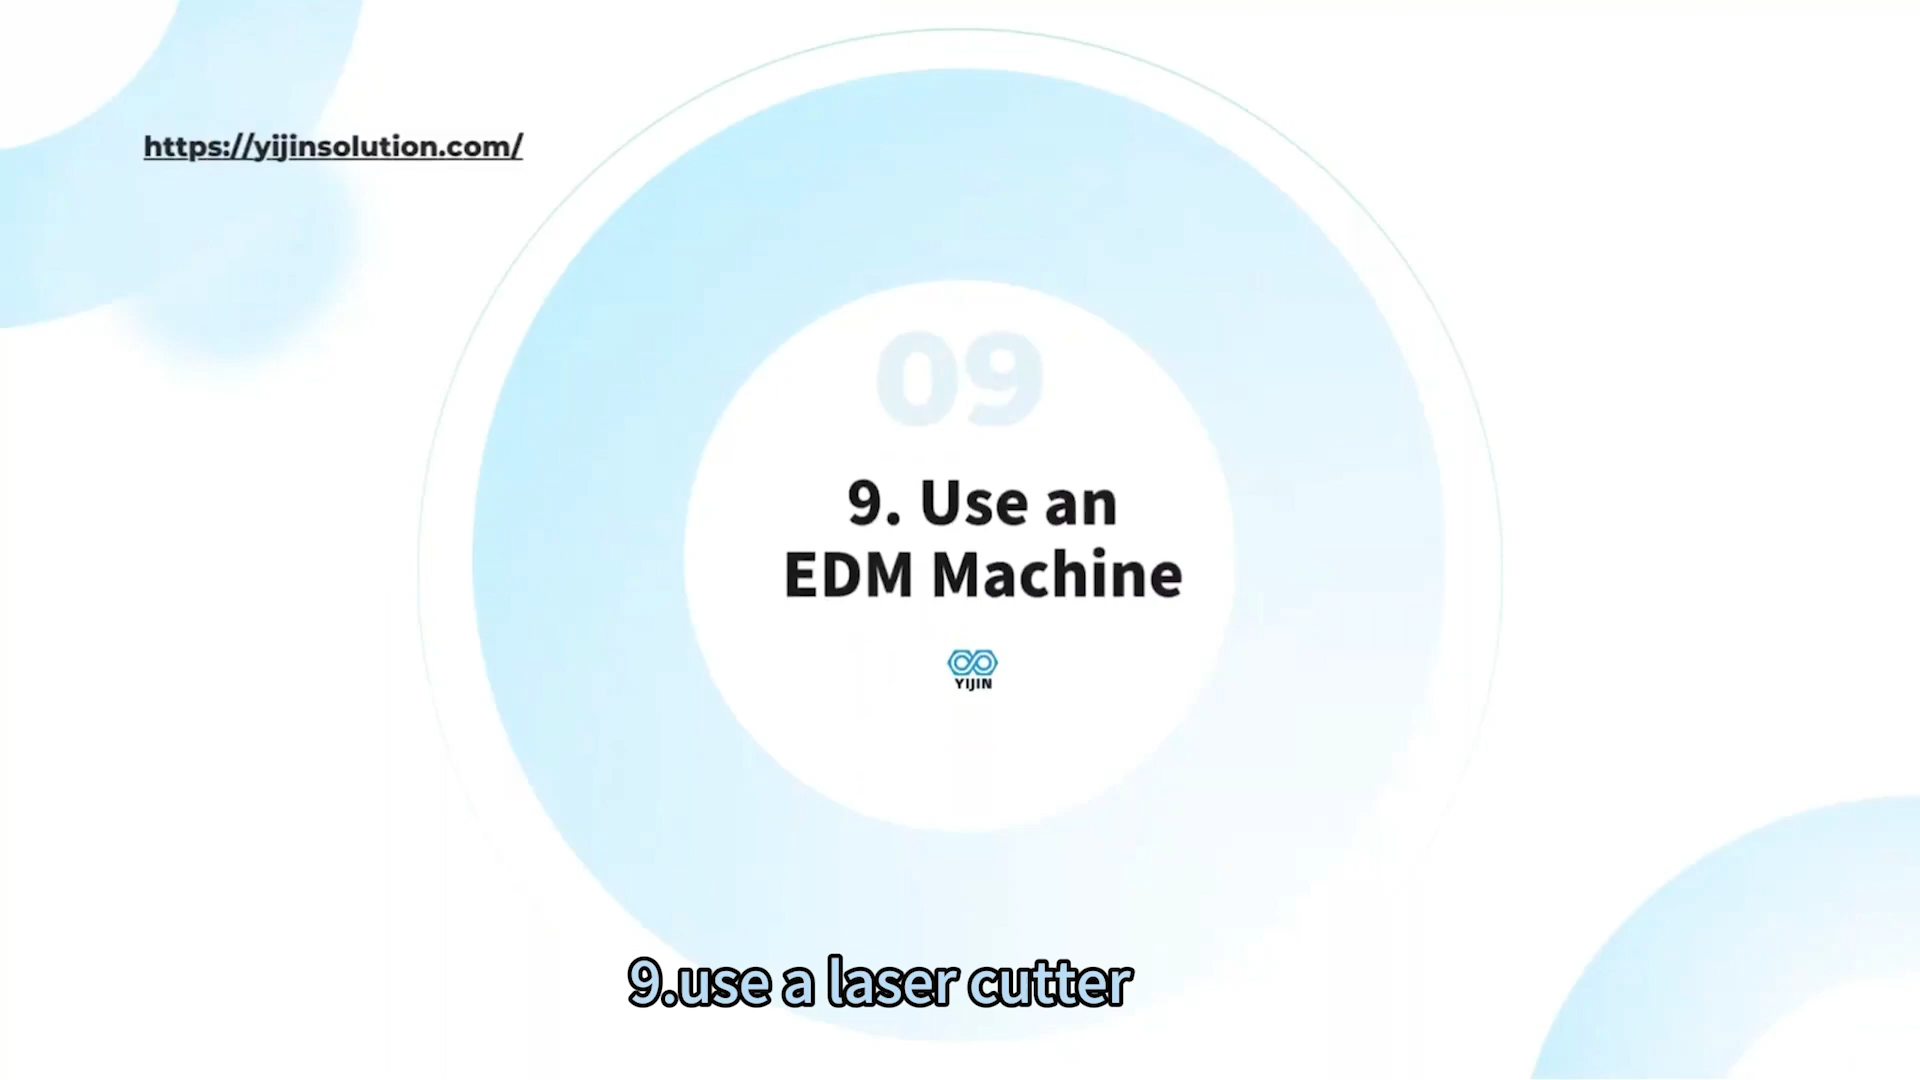 https://yijinsolution.com/
09
9. Use an
EDM Machine
YIJIN
9.use a laser cutter